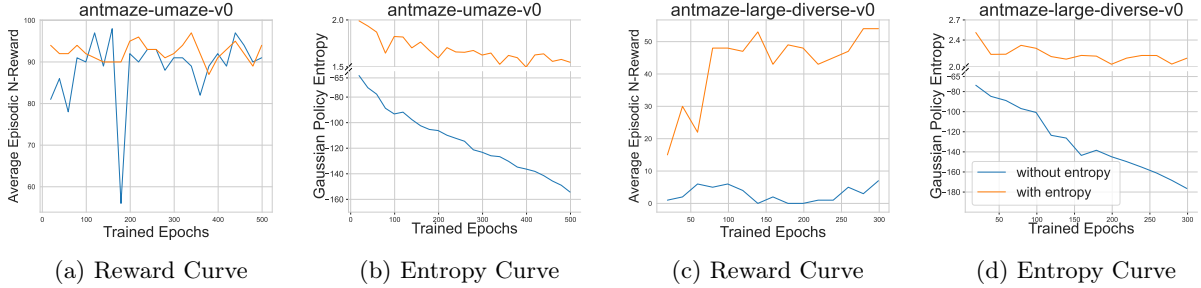 antmaze-umaze-v0
Average Episodic N-Reward
100
90
80
70
60
0 100 200 300 400 500
Trained Epochs
(a) Reward Curve
antmaze-umaze-v0
Gaussian Policy Entropy
2.0
1.5
−65
−80
−100
−120
−140
−160
0 100 200 300 400 500
Trained Epochs
(b) Entropy Curve
antmaze-large-diverse-v0
Average Episodic N-Reward
50
40
30
20
10
0
50 100 150 200 250 300
Trained Epochs
(c) Reward Curve
antmaze-large-diverse-v0
Gaussian Policy Entropy
2.7
2.4
2.0
−65
−80
−100
−120
−140
−160
−180
without entropy
with entropy
50 100 150 200 250 300
Trained Epochs
(d) Entropy Curve